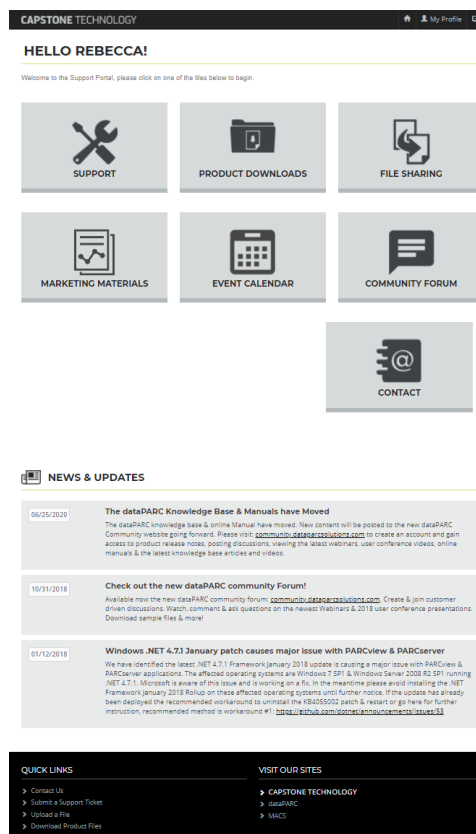 CAPSTONE TECHNOLOGY
My Profile
HELLO REBECCA!
Welcome to the Support Portal, please click on one of the tiles below to begin.
SUPPORT
PRODUCT DOWNLOADS
FILE SHARING
MARKETING MATERIALS
EVENT CALENDAR
COMMUNITY FORUM
@
CONTACT
NEWS & UPDATES
06/25/2020
The dataPARC Knowledge Base & Manuals have Moved
The dataPARC knowledge base & online Manual have moved. New content will be posted to the new dataPARC
Community website going forward. Please visit: community.dataparcsolutions.com to create an account and gain
access to product release notes, posting discussions, viewing the latest webinars, user conference videos, online
manuals & the latest knowledge base articles and videos.
10/31/2018
Check out the new dataPARC community Forum!
Available now the new dataPARC community forum: community.dataparcsolutions.com. Create & join customer
driven discussions. Watch, comment & ask questions on the newest Webinars & 2018 user conference presentations.
Download sample files & more!
01/12/2018
Windows .NET 4.7.1 January patch causes major issue with PARCview & PARCserver
We have identified the latest .NET 4.7.1 Framework January 2018 update is causing a major issue with PARCview &
PARCserver applications. The affected operating systems are Windows 7 SP1 & Windows Server 2008 R2 SP1 running
.NET 4.7.1. Microsoft is aware of this issue and is working on a fix. In the meantime please avoid installing the .NET
Framework January 2018 Rollup on these affected operating systems until further notice. If the update has already
been deployed the recommended workaround to uninstall the KB4055002 patch & restart or go here for further
instruction, recommended method is workaround #1: https://github.com/dotnet/announcements/issues/53
QUICK LINKS
Contact Us
Submit a Support Ticket
Upload a File
Download Product Files
VISIT OUR SITES
CAPSTONE TECHNOLOGY
dataPARC
MACS